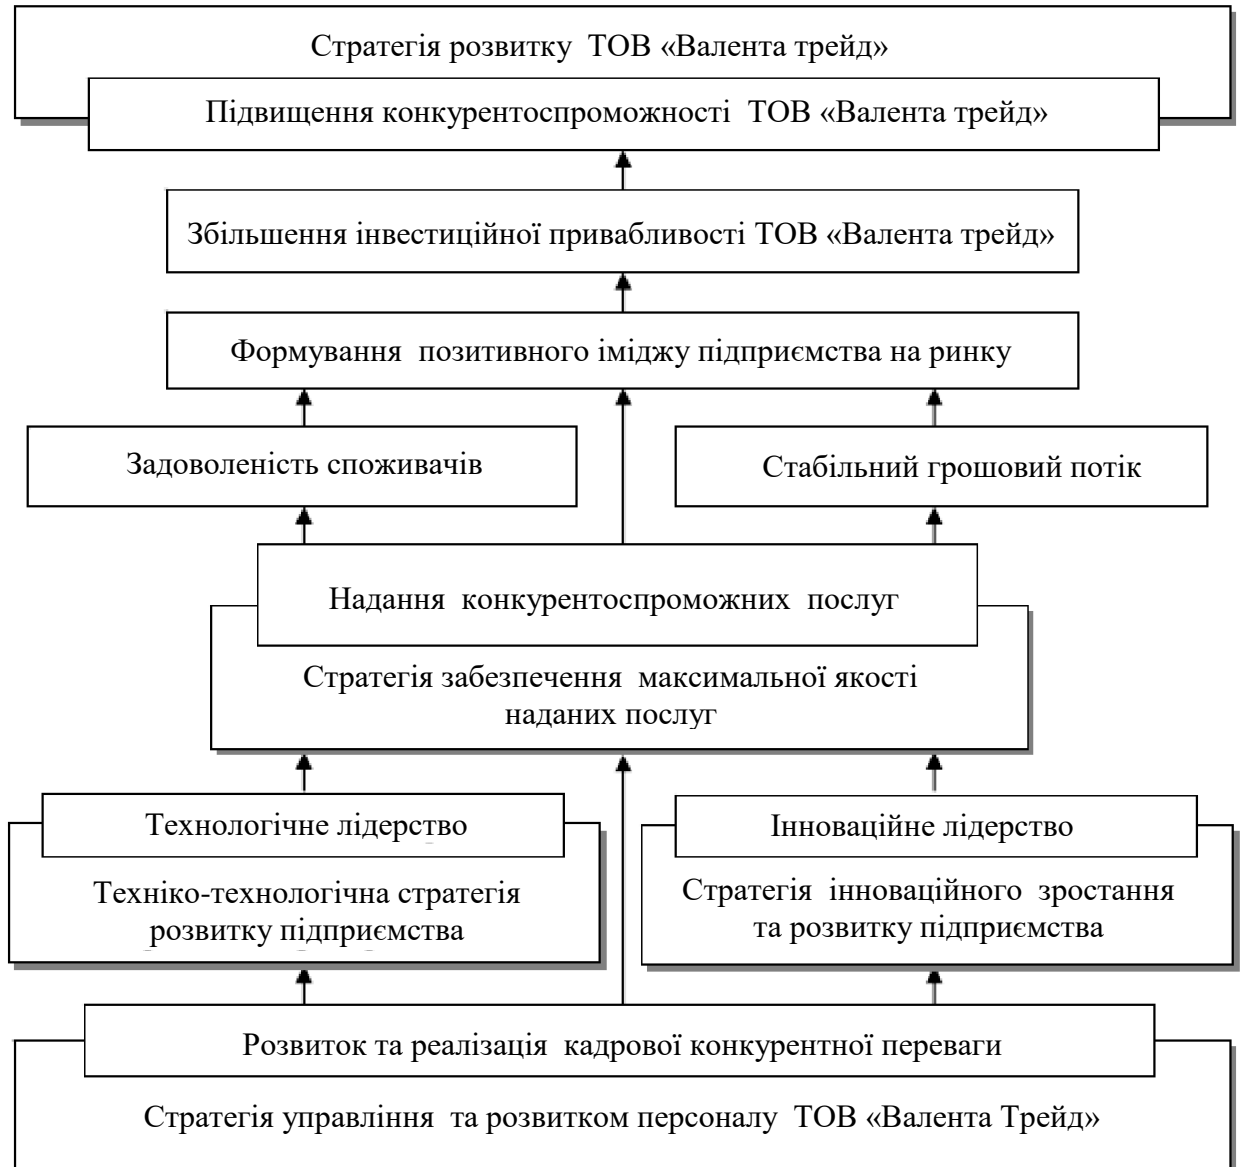 Стратегія розвитку ТОВ «Валента трейд»
Підвищення конкурентоспроможності ТОВ «Валента трейд»
Збільшення інвестиційної привабливості ТОВ «Валента трейд»
Формування позитивного іміджу підприємства на ринку
Задоволеність споживачів
Стабільний грошовий потік
Надання конкурентоспроможних послуг
Стратегія забезпечення максимальної якості
наданих послуг
Технологічне лідерство
Техніко-технологічна стратегія
розвитку підприємства
Інноваційне лідерство
Стратегія інноваційного зростання
та розвитку підприємства
Розвиток та реалізація кадрової конкурентної переваги
Стратегія управління та розвитком персоналу ТОВ «Валента Трейд»